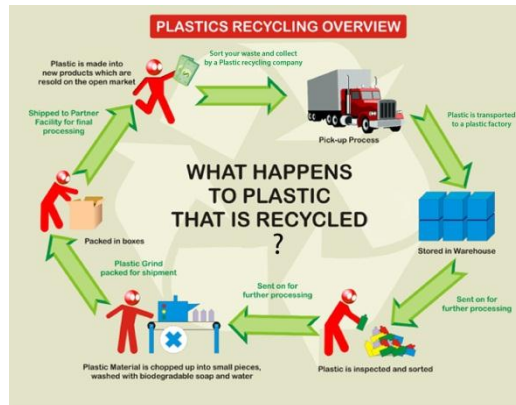 PLASTICS RECYCLING OVERVIEW
Plastic is made into
new products which are
resold on the open market
Sort your waste and collect
by a Plastic recycling company
Pick-up Process
Plastic is transported
to a plastic factory
Stored in Warehouse
Sent on for
further processing
Plastic is inspected and sorted
Sent on for
further processing
Plastic Material is chopped up into small pieces,
washed with biodegradable soap and water
Plastic Grind
packed for shipment
Packed in boxes
Shipped to Partner
Facility for final
processing
WHAT HAPPENS
TO PLASTIC
THAT IS RECYCLED
?